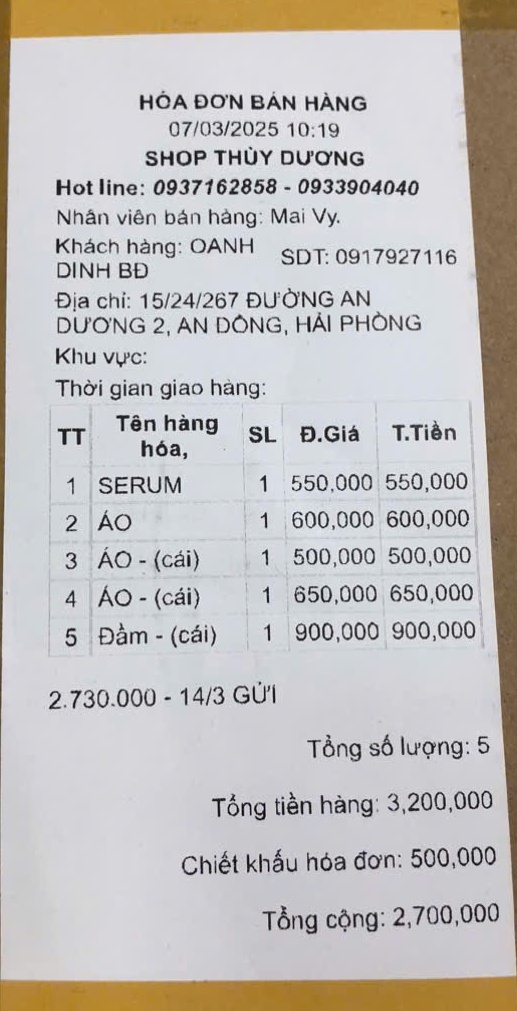 HÓA ĐƠN BÁN HÀNG
07/03/2025 10:19
SHOP THÙY DƯƠNG
Hot line: 0937162858 - 0933904040
Nhân viên bán hàng: Mai Vy.
Khách hàng: OANH DINH BĐ SDT: 0917927116
Địa chỉ: 15/24/267 ĐƯỜNG AN
DƯƠNG 2, AN DÔNG, HẢI PHÒNG
Khu vực:
Thời gian giao hàng:
TT Tên hàng hóa, SL Đ.Giá T.Tiền
1 SERUM 1 550,000 550,000
2 ÁO 1 600,000 600,000
3 ÁO - (cái) 1 500,000 500,000
4 ÁO - (cái) 1 650,000 650,000
5 Đầm - (cái) 1 900,000 900,000
2.730.000 - 14/3 GỬI
Tổng số lượng: 5
Tổng tiền hàng: 3,200,000
Chiết khấu hóa đơn: 500,000
Tổng cộng: 2,700,000